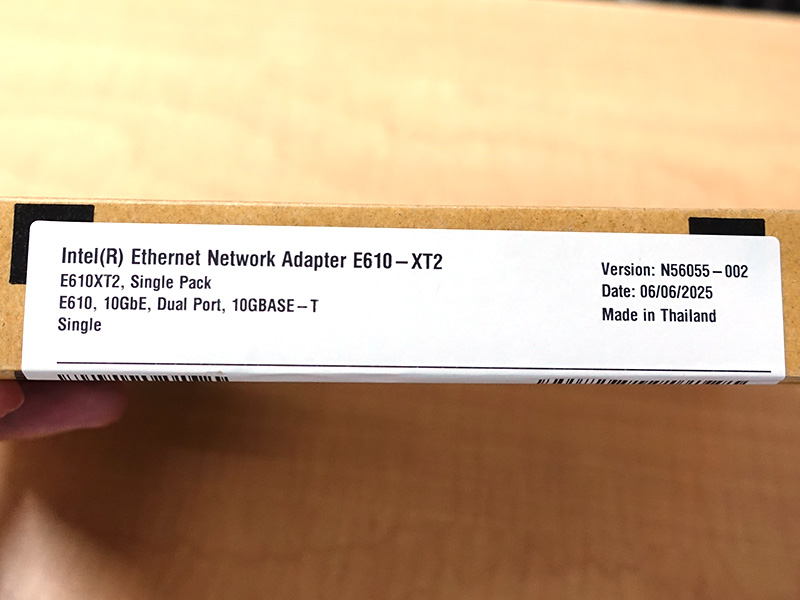 Intel(R) Ethernet Network Adapter E610-XT2
E610XT2, Single Pack
E610, 10GbE, Dual Port, 10GBASE-T
Single
Version: N56055-002
Date: 06/06/2025
Made in Thailand